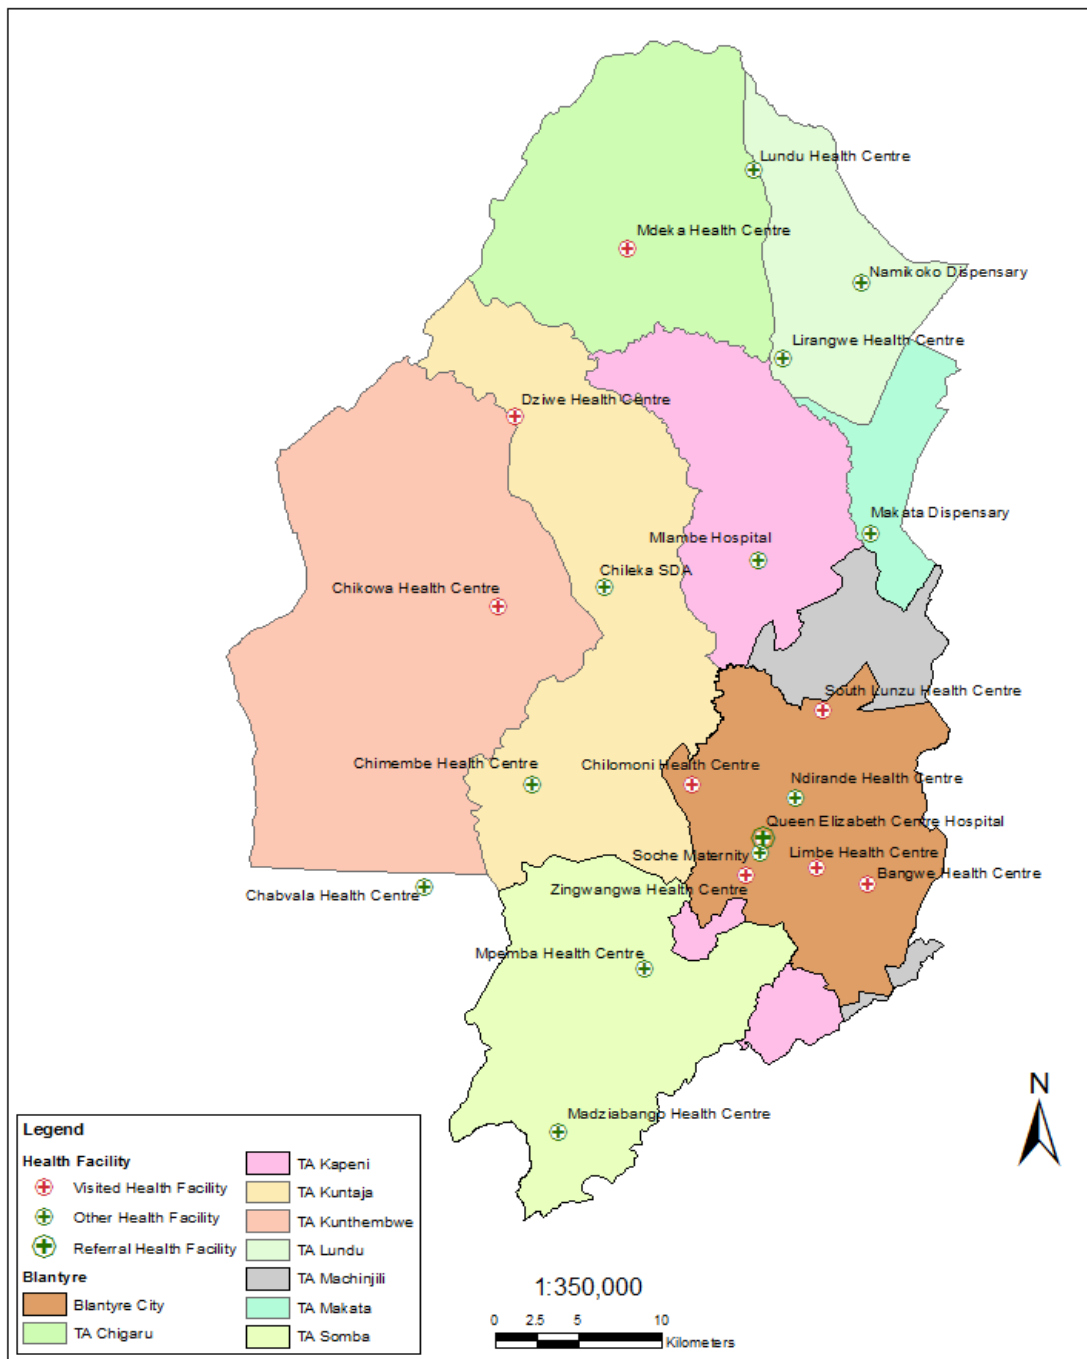 Lundu Health Centre
Mdeka Health Centre
Namikoko Dispensary
Lirangwe Health Centre
Dziwe Health Centre
Makata Dispensary
Mlambe Hospital
Chileka SDA
Chikowa Health Centre
South Lunzu Health Centre
Chimembe Health Centre
Chilomoni Health Centre
Ndirande Health Centre
Queen Elizabeth Centre Hospital
Soche Maternity
Limbe Health Centre
Bangwe Health Centre
Zingwangwa Health Centre
Chabvala Health Centre
Mpemba Health Centre
Madziabango Health Centre
N
Legend
Health Facility
Visited Health Facility
Other Health Facility
Referral Health Facility
Blantyre
Blantyre City
TA Chigaru
TA Kapeni
TA Kuntaja
TA Kunthembwe
TA Lundu
TA Machinjili
TA Makata
TA Somba
1:350,000
0 2.5 5 10
Kilometers